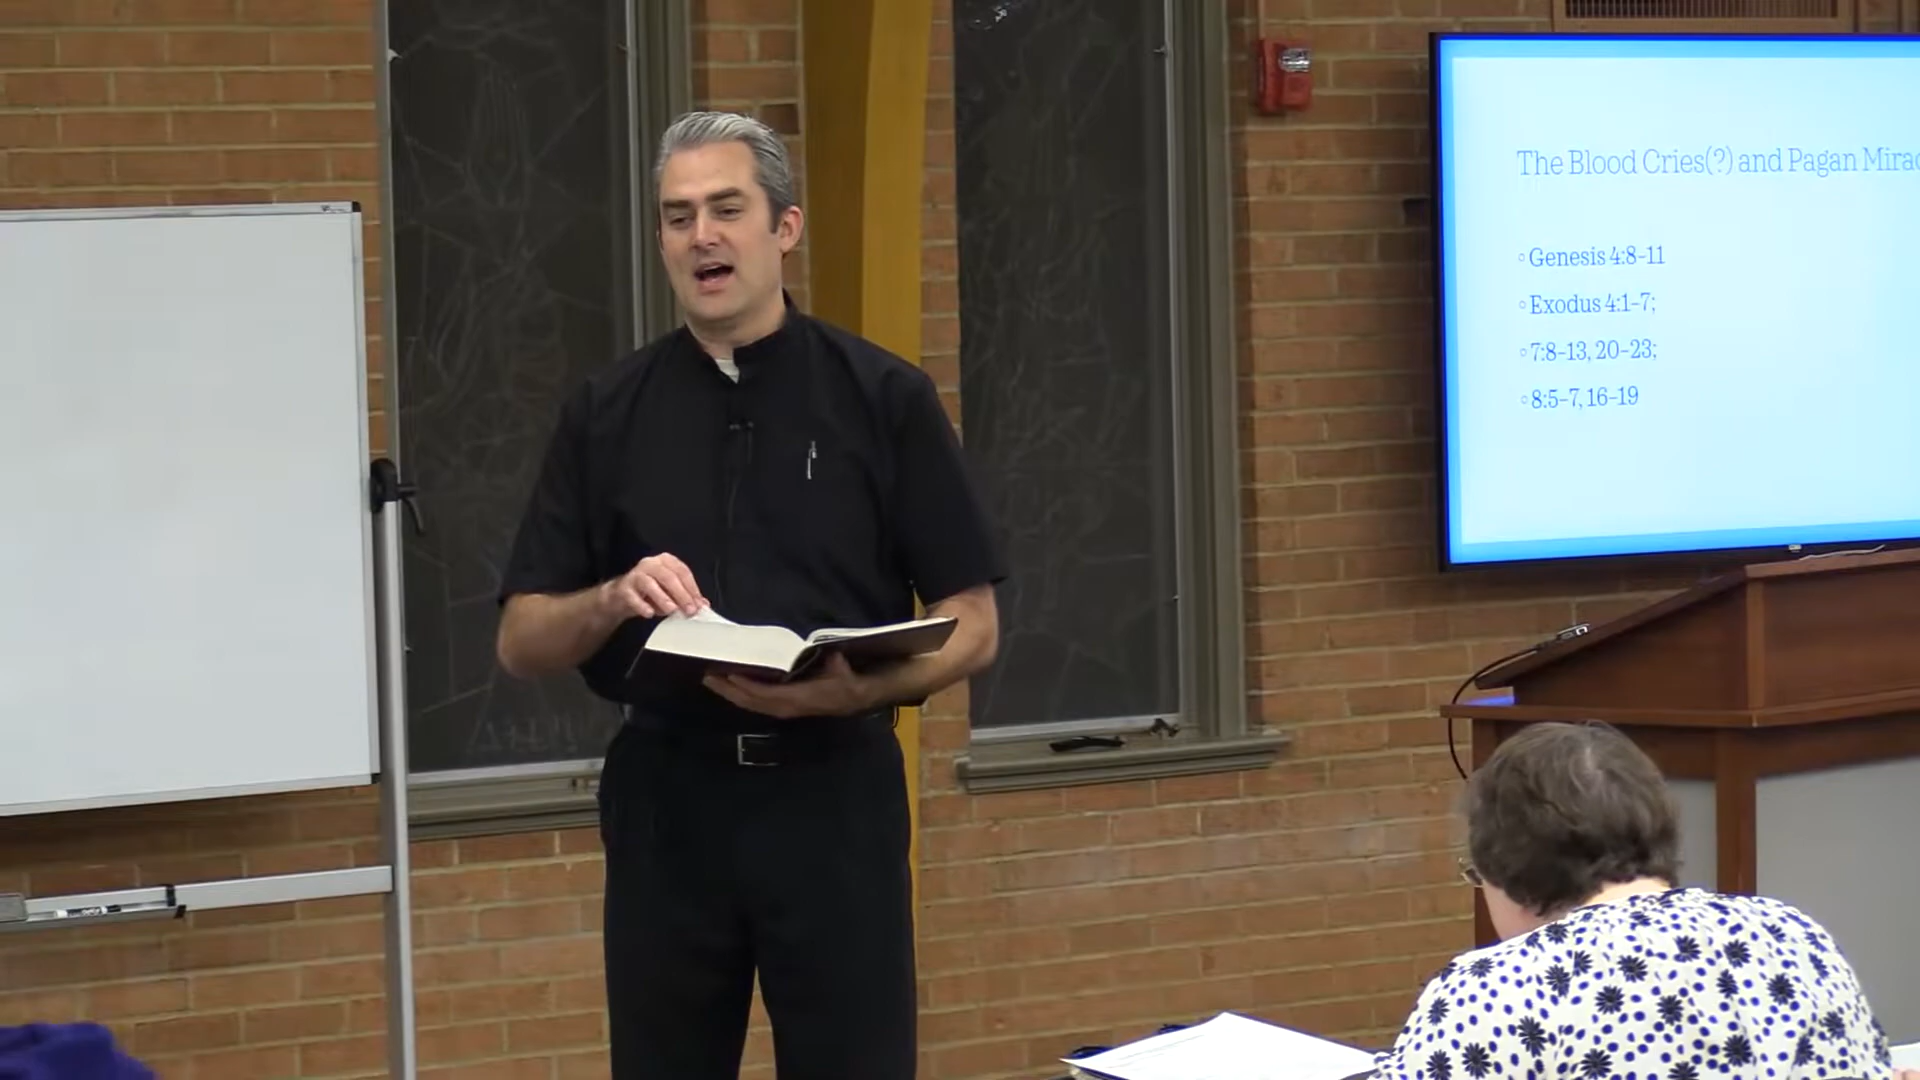 The Blood Cries(?) and Pagan Mirac
◦ Genesis 4:8-11
◦ Exodus 4:1-7;
◦ 7:8-13, 20-23;
◦ 8:5-7, 16-19